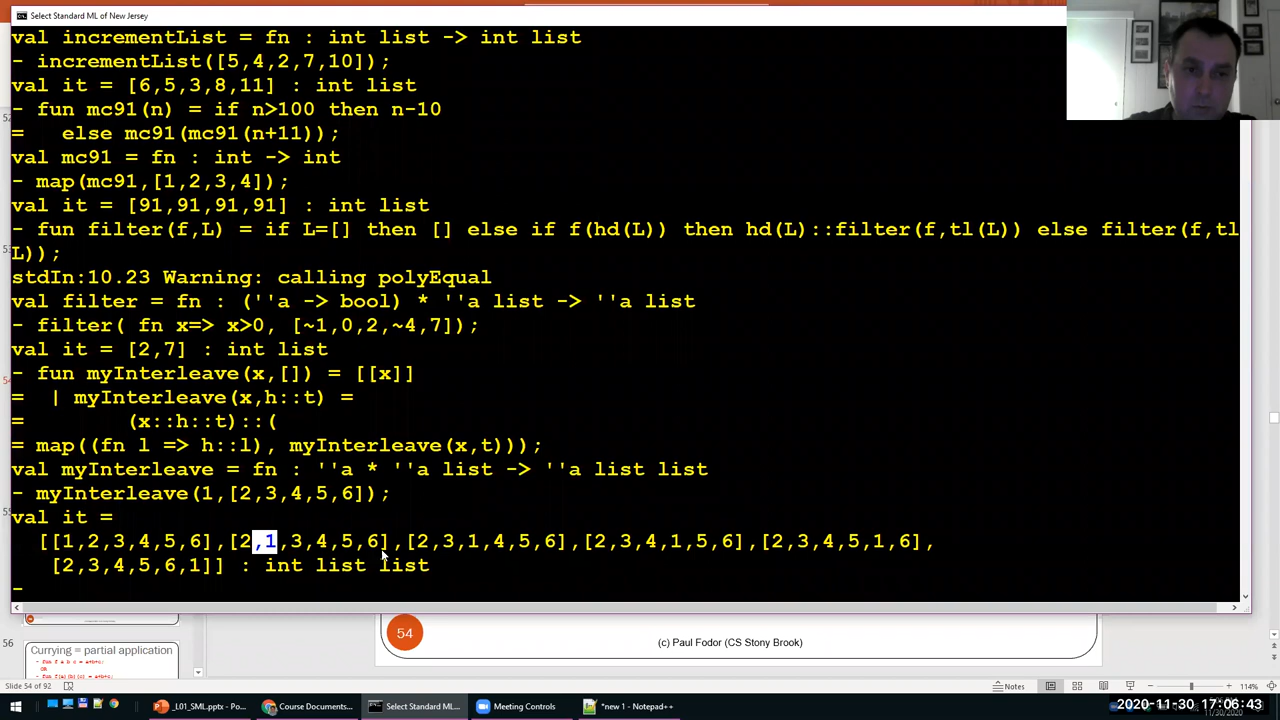 Select Standard ML of New Jersey
val incrementList = fn : int list -> int list
- incrementList([5,4,2,7,10]);
val it = [6,5,3,8,11] : int list
- fun mc91(n) = if n>100 then n-10
=   else mc91(mc91(n+11));
val mc91 = fn : int -> int
- map(mc91,[1,2,3,4]);
val it = [91,91,91,91] : int list
- fun filter(f,L) = if L=[] then [] else if f(hd(L)) then hd(L)::filter(f,tl(L)) else filter(f,tl
L));
stdIn:10.23 Warning: calling polyEqual
val filter = fn : (''a -> bool) * ''a list -> ''a list
- filter( fn x=> x>0, [~1,0,2,~4,7]);
val it = [2,7] : int list
- fun myInterleave(x,[]) = [[x]]
=  | myInterleave(x,h::t) =
=        (x::h::t)::(
= map((fn l => h::l), myInterleave(x,t)));
val myInterleave = fn : ''a * ''a list -> ''a list list
- myInterleave(1,[2,3,4,5,6]);
val it =
[[1,2,3,4,5,6],[2,1,3,4,5,6],[2,3,1,4,5,6],[2,3,4,1,5,6],[2,3,4,5,1,6],
[2,3,4,5,6,1]] : int list list
-
54
(c) Paul Fodor (CS Stony Brook)
56
Currying = partial application
- fun f a b c = a+b+c;
OR
- fun f(a)(b)(c) = a+b+c;
Slide 54 of 92
Notes
114%
_L01_SML.pptx - Po...
Course Documents...
Select Standard ML...
Meeting Controls
*new 1 - Notepad++
2020-11-30 17:06:43